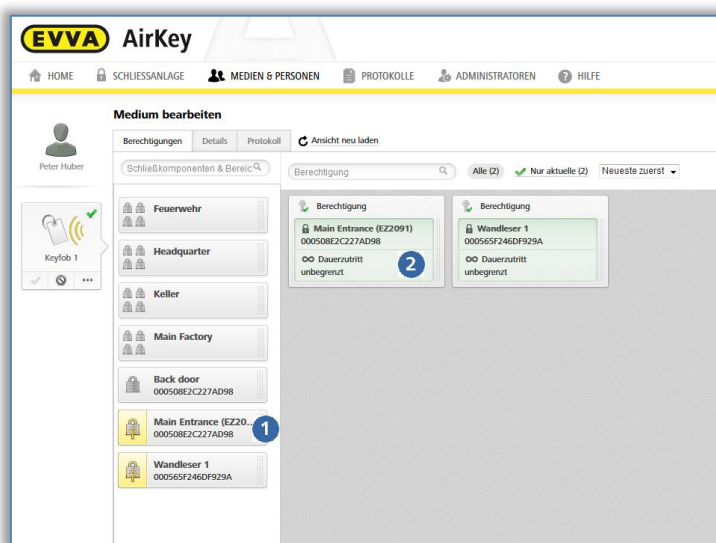 EVVA AirKey
HOME SCHLIESSANLAGE MEDIEN & PERSONEN PROTOKOLLE ADMINISTRATOREN HILFE
Medium bearbeiten
Berechtigungen Details Protokoll Ansicht neu laden
Peter Huber
Schließkomponenten & Bereic
Berechtigung Alle (2) Nur aktuelle (2) Neueste zuerst
Keyfob 1
Feuerwehr
Headquarter
Keller
Main Factory
Back door
000508E2C227AD98
Main Entrance (EZ20...
000508E2C227AD98
1
Wandleser 1
000565F246DF929A
Berechtigung
Main Entrance (EZ2091)
000508E2C227AD98
Dauerzutritt
unbegrenzt
2
Berechtigung
Wandleser 1
000565F246DF929A
Dauerzutritt
unbegrenzt